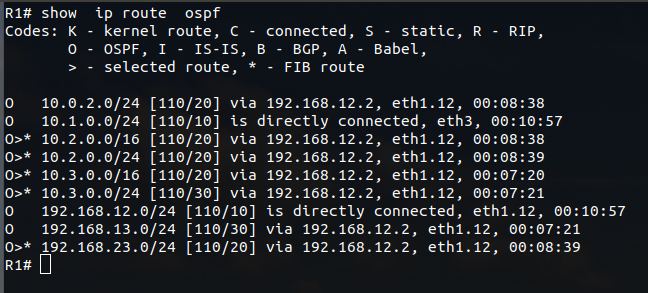 R1# show  ip route  ospf
Codes: K - kernel route, C - connected, S - static, R - RIP,
       O - OSPF, I - IS-IS, B - BGP, A - Babel,
       > - selected route, * - FIB route

O   10.0.2.0/24 [110/20] via 192.168.12.2, eth1.12, 00:08:38
O   10.1.0.0/24 [110/10] is directly connected, eth3, 00:10:57
O>* 10.2.0.0/16 [110/20] via 192.168.12.2, eth1.12, 00:08:38
O>* 10.2.0.0/24 [110/20] via 192.168.12.2, eth1.12, 00:08:39
O>* 10.3.0.0/16 [110/20] via 192.168.12.2, eth1.12, 00:07:20
O>* 10.3.0.0/24 [110/30] via 192.168.12.2, eth1.12, 00:07:21
O   192.168.12.0/24 [110/10] is directly connected, eth1.12, 00:10:57
O   192.168.13.0/24 [110/30] via 192.168.12.2, eth1.12, 00:07:21
O>* 192.168.23.0/24 [110/20] via 192.168.12.2, eth1.12, 00:08:39
R1#